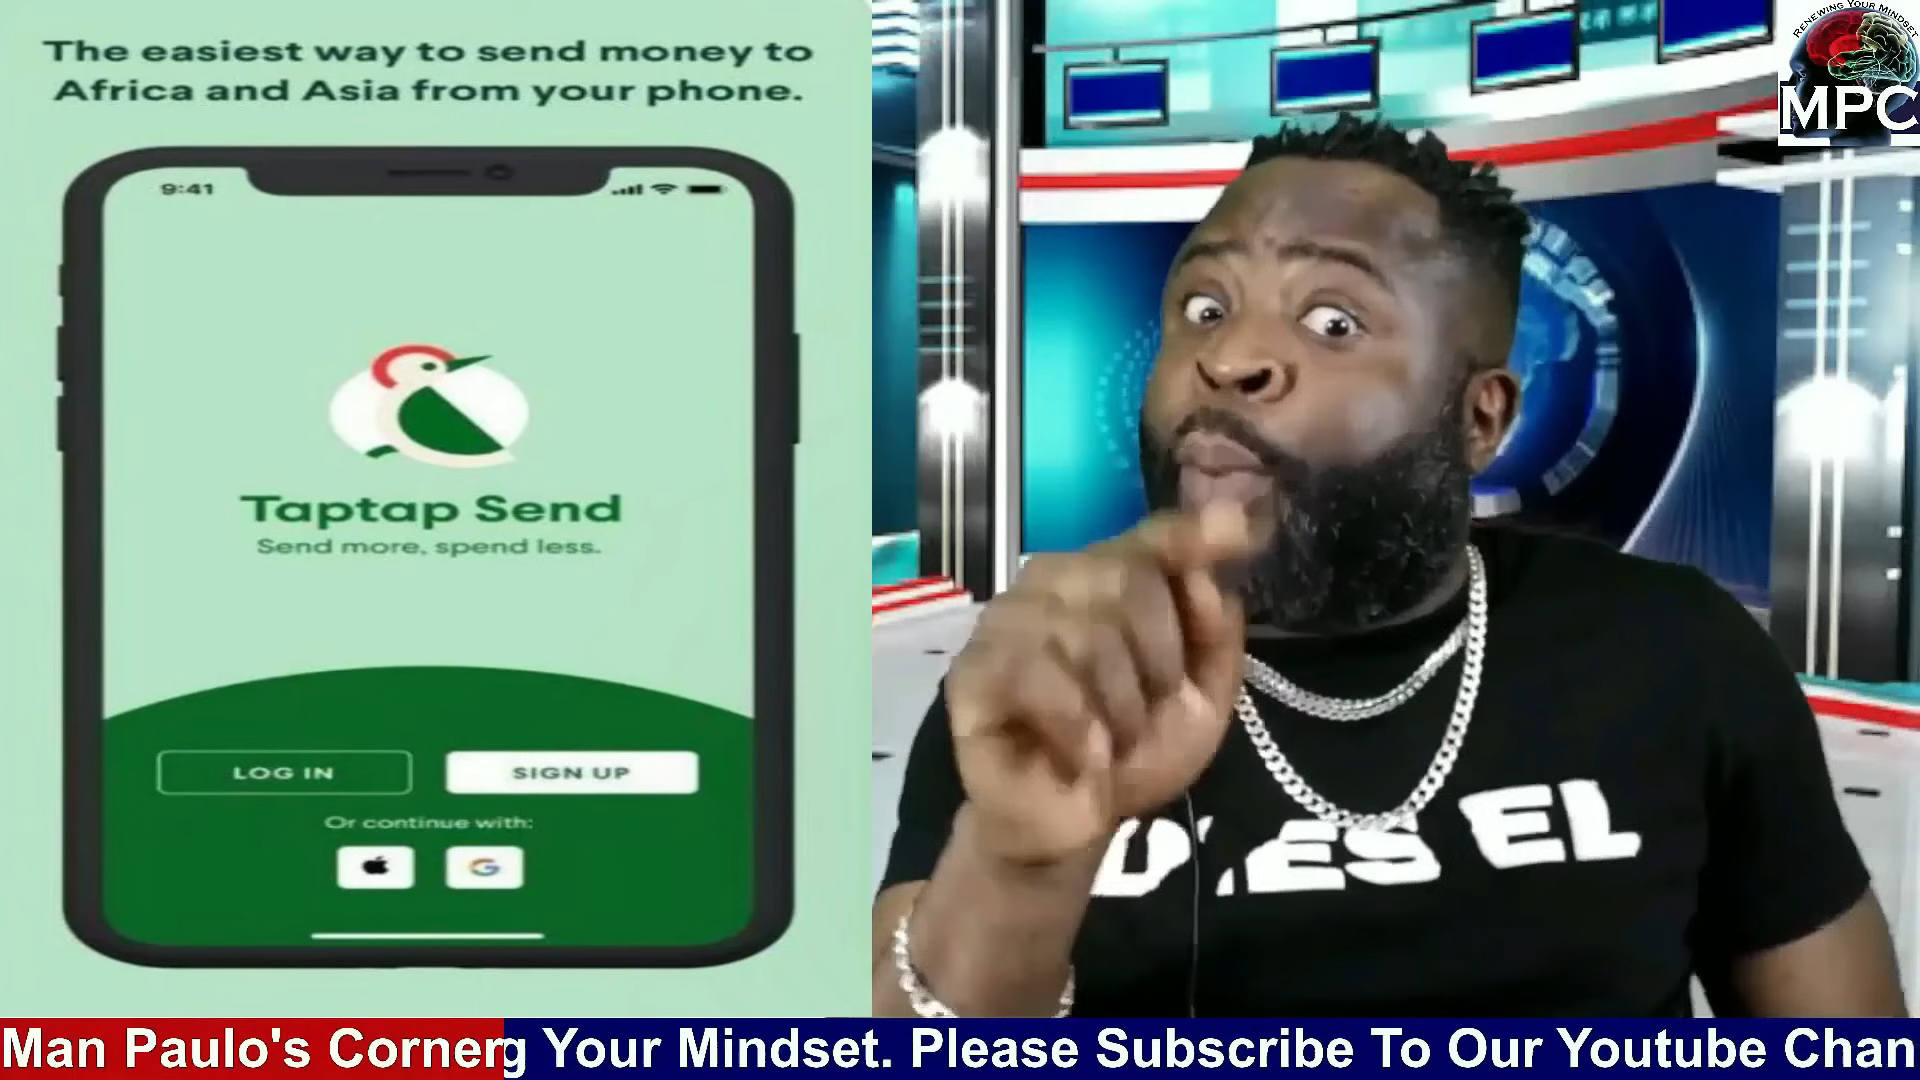 The easiest way to send money to
Africa and Asia from your phone.
9:41
Taptap Send
Send more, spend less.
LOG IN
SIGN UP
Or continue with:
RENEWING YOUR MINDSET
MPC
DIESEL
Man Paulo's Corner
g Your Mindset. Please Subscribe To Our Youtube Chan